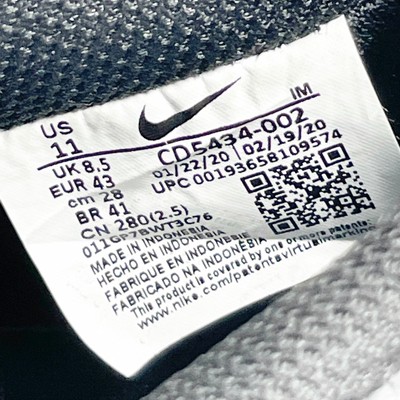 US
11
IM
CD5434-002
UK 8.5
01/22/20 02/19/20
EUR 43
UPC 00193658109574
cm 28
BR 41
CN 280(2.5)
MADE IN INDONESIA
HECHO EN INDONESIA
FABRIQUE EN INDONESIE
FABRICADO NA INDONESIA
This product is covered by one or more patents:
www.nike.com/patentsvirtualmarking